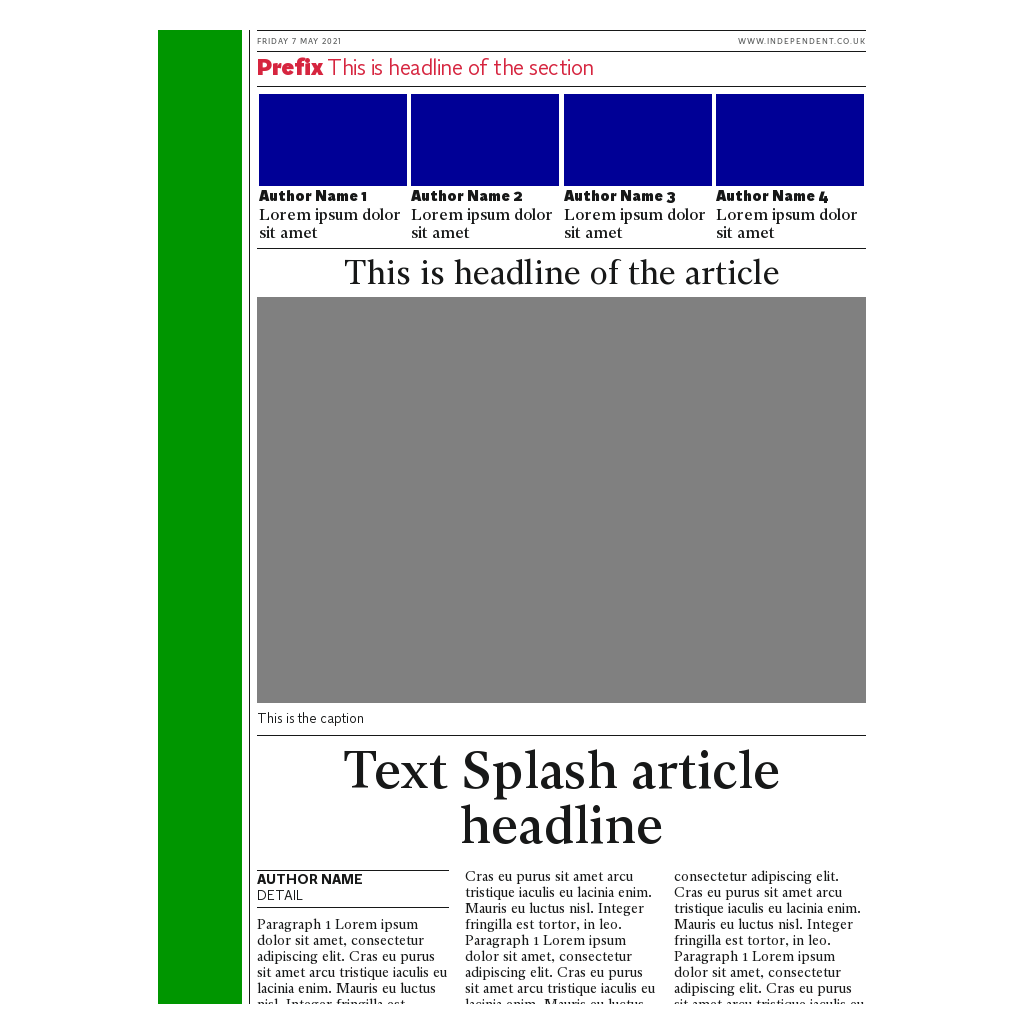 FRIDAY 7 MAY 2021
WWW.INDEPENDENT.CO.UK
Prefix This is headline of the section
Author Name 1
Lorem ipsum dolor
sit amet
Author Name 2
Lorem ipsum dolor
sit amet
Author Name 3
Lorem ipsum dolor
sit amet
Author Name 4
Lorem ipsum dolor
sit amet
This is headline of the article
This is the caption
Text Splash article
headline
AUTHOR NAME
DETAIL
Paragraph 1 Lorem ipsum
dolor sit amet, consectetur
adipiscing elit. Cras eu purus
sit amet arcu tristique iaculis eu
lacinia enim. Mauris eu luctus
nisl. Integer fringilla est
Cras eu purus sit amet arcu
tristique iaculis eu lacinia enim.
Mauris eu luctus nisl. Integer
fringilla est tortor, in leo.
Paragraph 1 Lorem ipsum
dolor sit amet, consectetur
adipiscing elit. Cras eu purus
sit amet arcu tristique iaculis eu
lacinia enim. Mauris eu luctus
consectetur adipiscing elit.
Cras eu purus sit amet arcu
tristique iaculis eu lacinia enim.
Mauris eu luctus nisl. Integer
fringilla est tortor, in leo.
Paragraph 1 Lorem ipsum
dolor sit amet, consectetur
adipiscing elit. Cras eu purus
sit amet arcu tristique iaculis eu